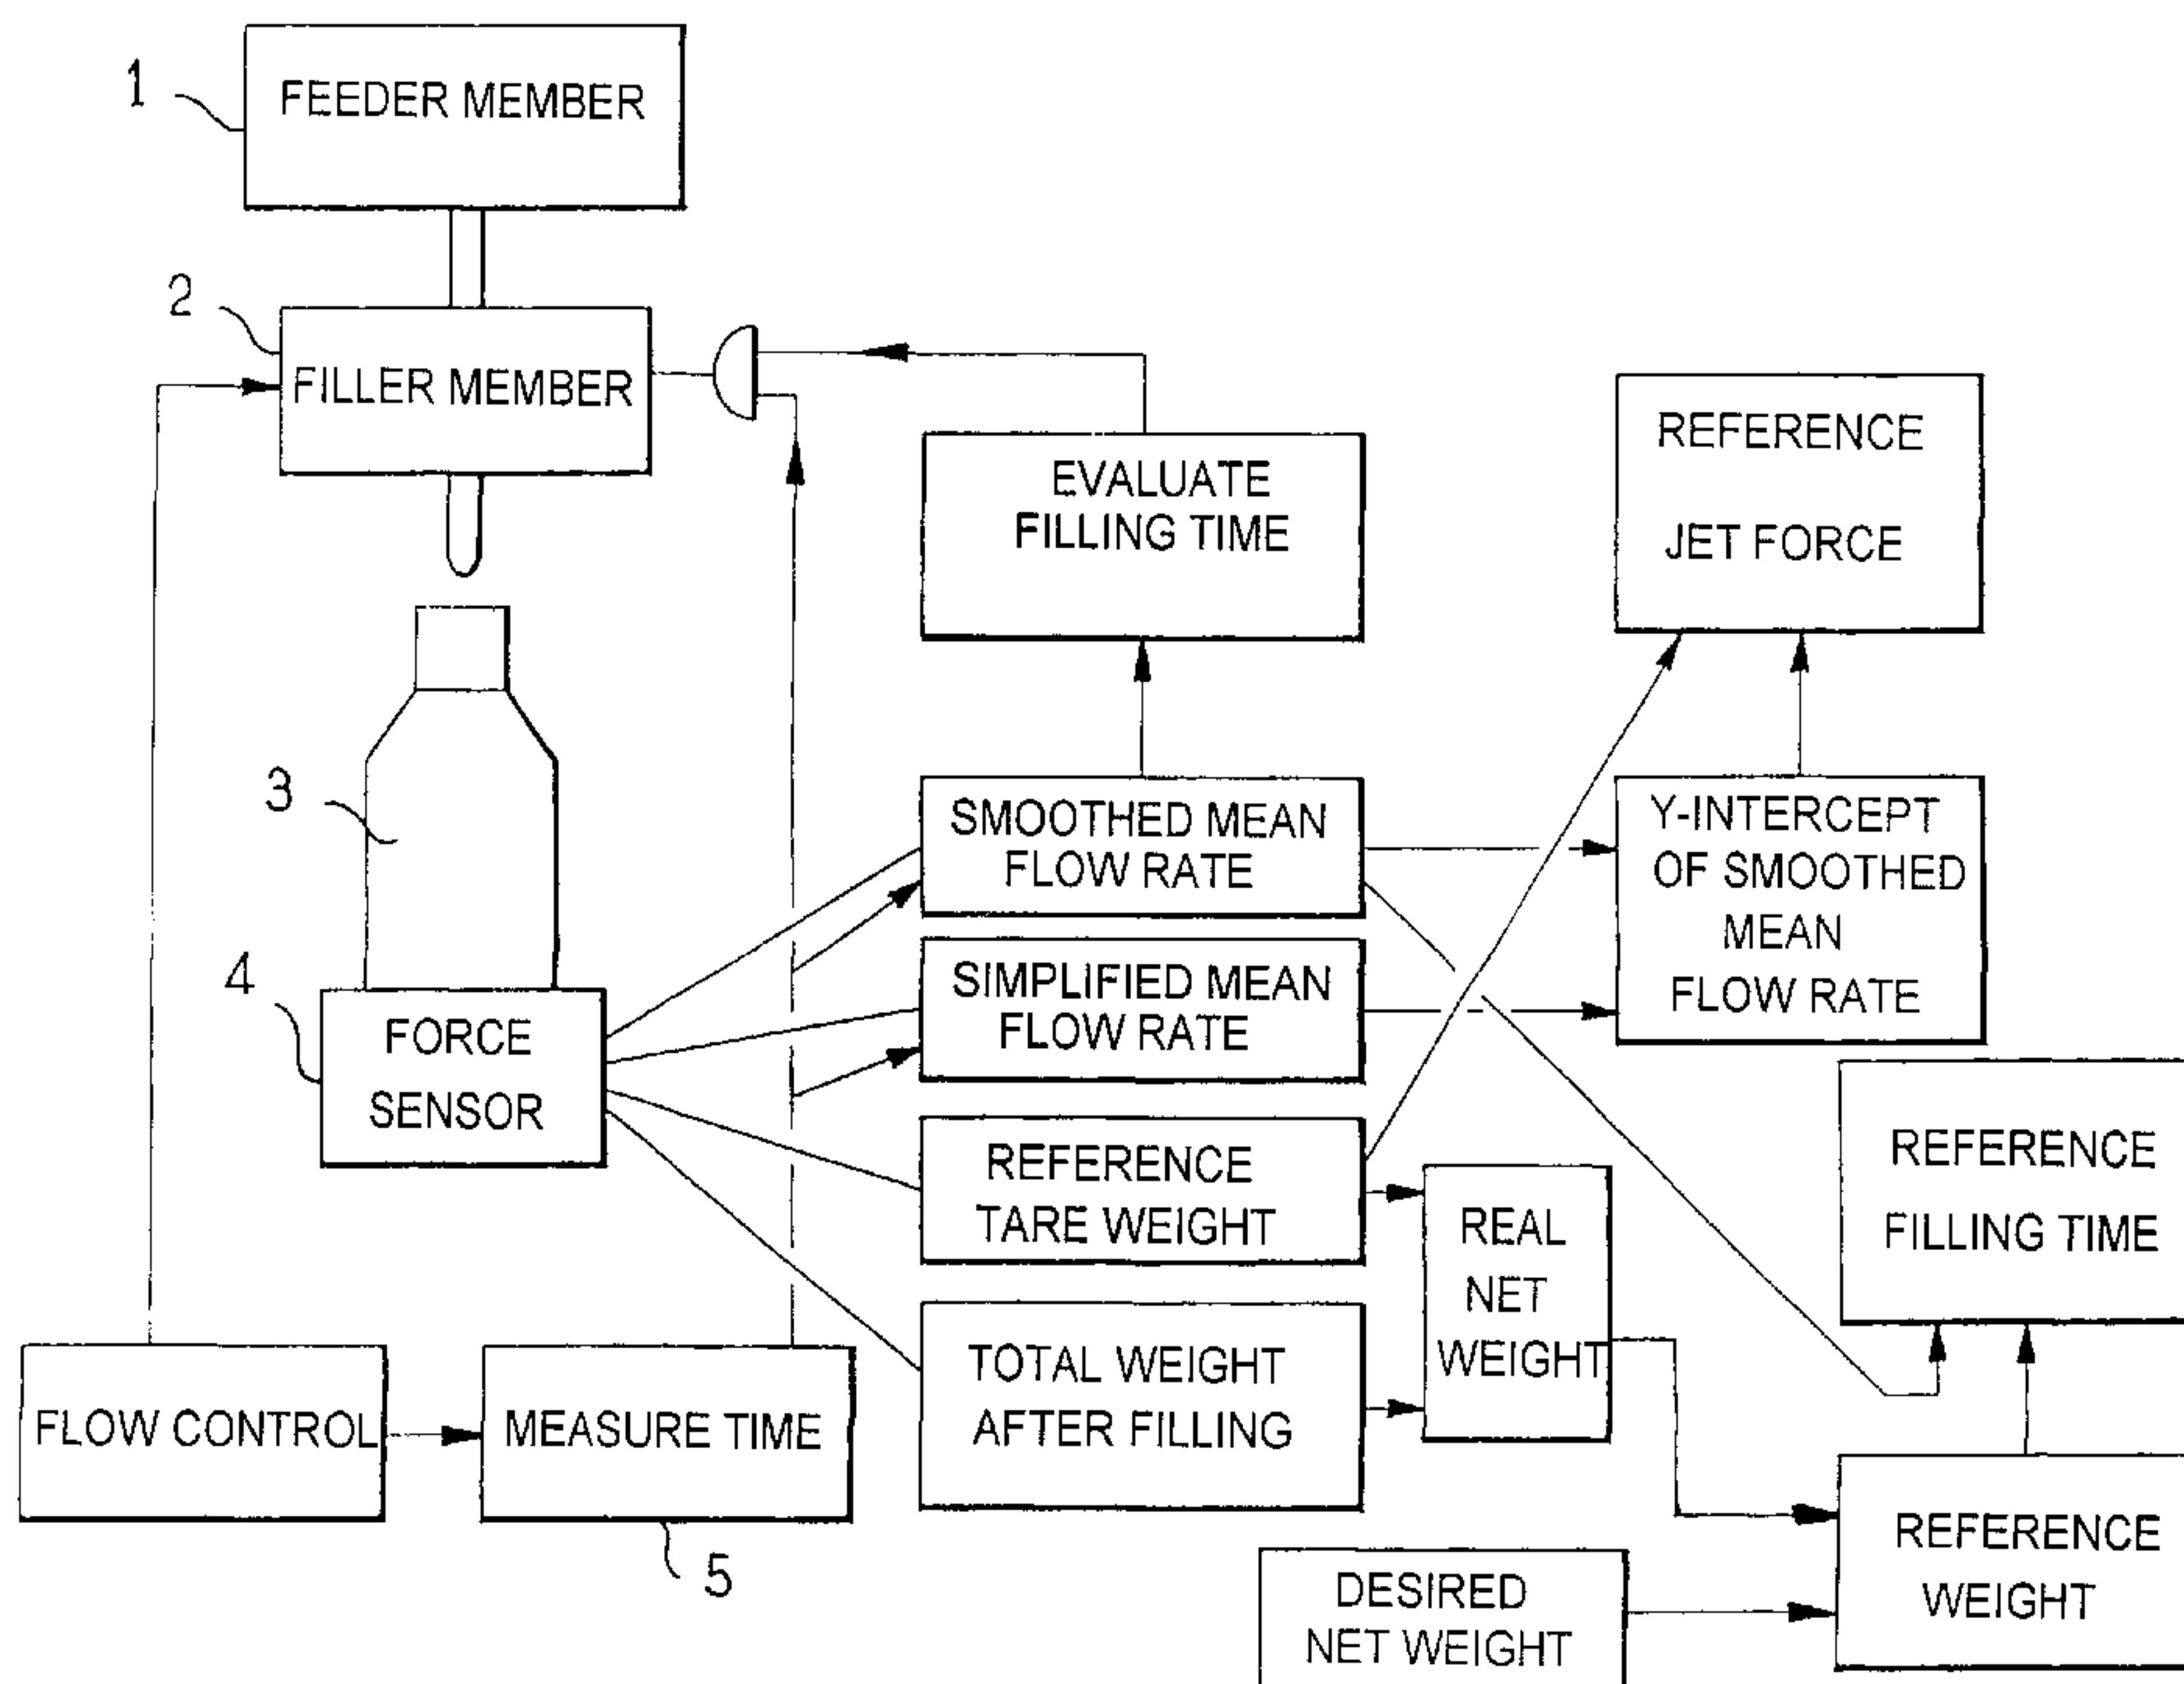 1
FEEDER MEMBER
2
FILLER MEMBER
EVALUATE
FILLING TIME
REFERENCE
JET FORCE
3
SMOOTHED MEAN
FLOW RATE
Y-INTERCEPT
OF SMOOTHED
MEAN
FLOW RATE
4
FORCE
SENSOR
SIMPLIFIED MEAN
FLOW RATE
REFERENCE
TARE WEIGHT
REAL
NET
WEIGHT
REFERENCE
FILLING TIME
FLOW CONTROL
MEASURE TIME
5
TOTAL WEIGHT
AFTER FILLING
DESIRED
NET WEIGHT
REFERENCE
WEIGHT